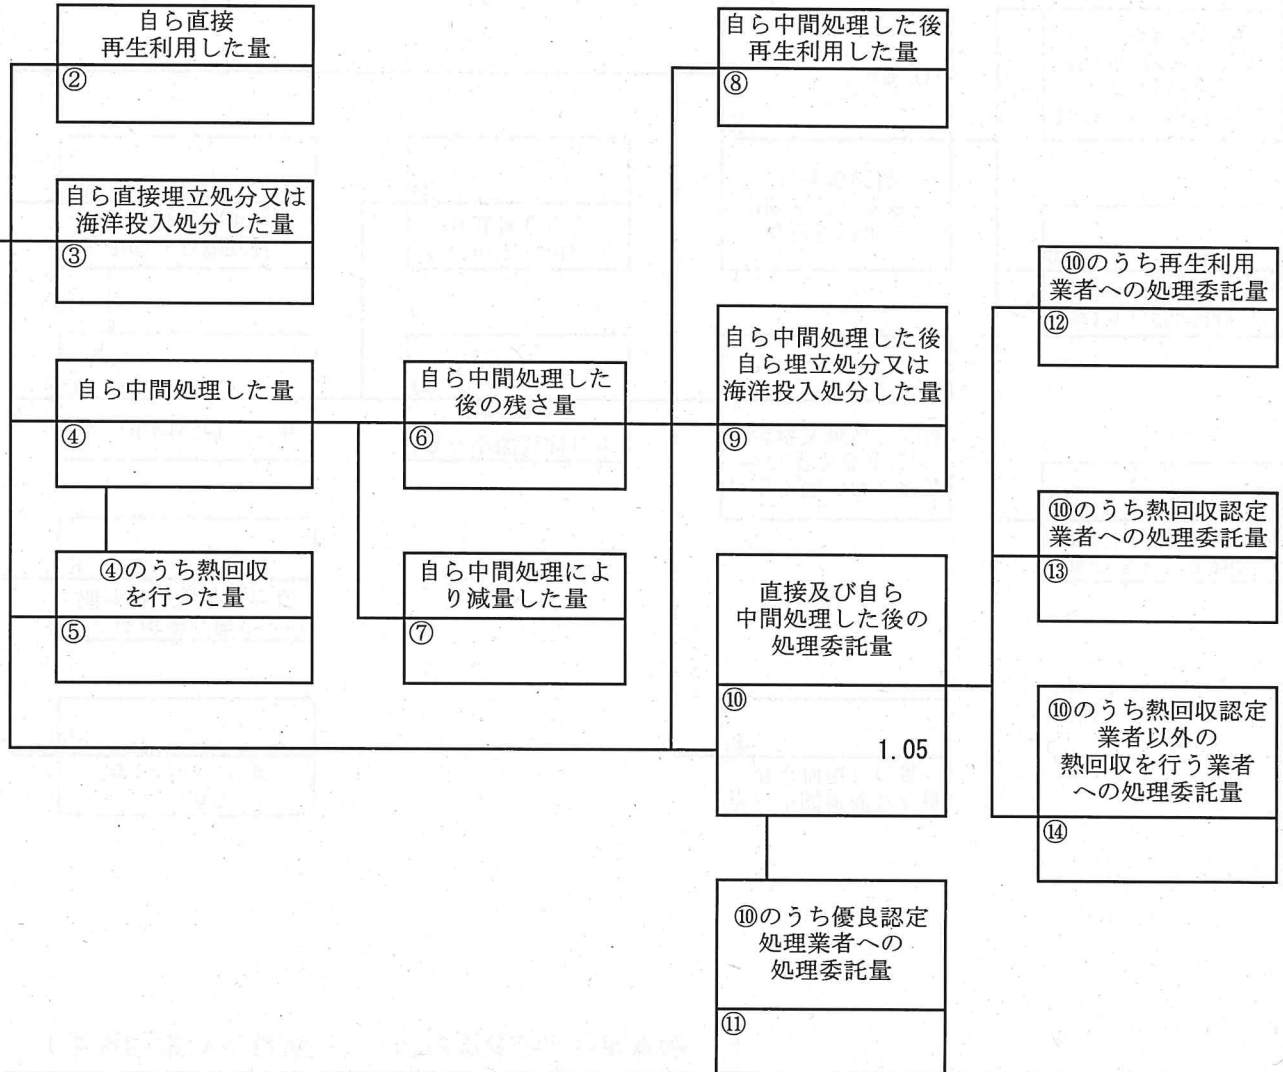 自ら直接
再生利用した量
②
自ら直接埋立処分又は
海洋投入処分した量
③
自ら中間処理した量
④
④のうち熱回収
を行った量
⑤
自ら中間処理した
後の残さ量
⑥
自ら中間処理によ
り減量した量
⑦
自ら中間処理した後
再生利用した量
⑧
自ら中間処理した後
自ら埋立処分又は
海洋投入処分した量
⑨
直接及び自ら
中間処理した後の
処理委託量
⑩
1.05
⑩のうち優良認定
処理業者への
処理委託量
⑪
⑩のうち再生利用
業者への処理委託量
⑫
⑩のうち熱回収認定
業者への処理委託量
⑬
⑩のうち熱回収認定
業者以外の
熱回収を行う業者
への処理委託量
⑭